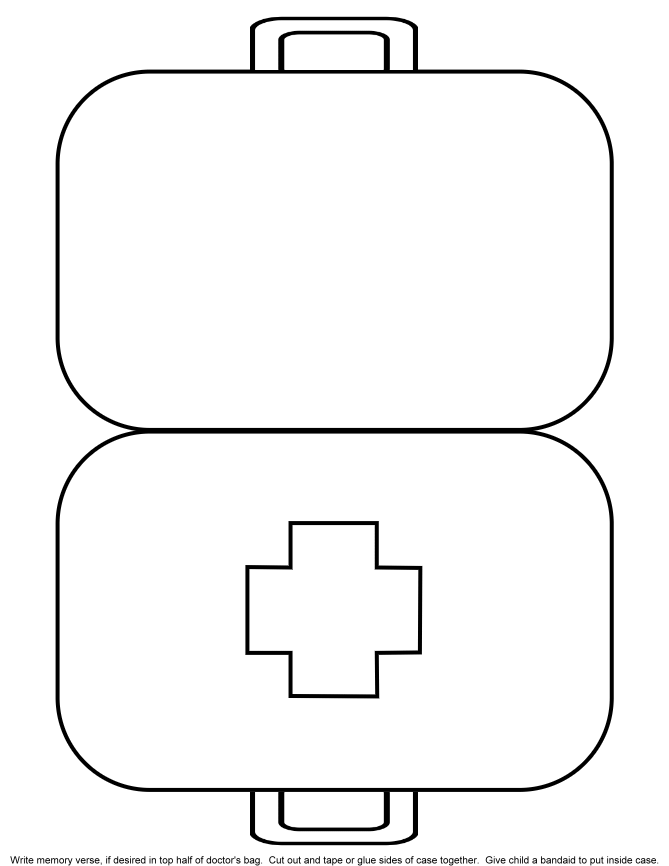 Write memory verse, if desired in top half of doctor's bag.  Cut out and tape or glue sides of case together.  Give child a bandaid to put inside case.